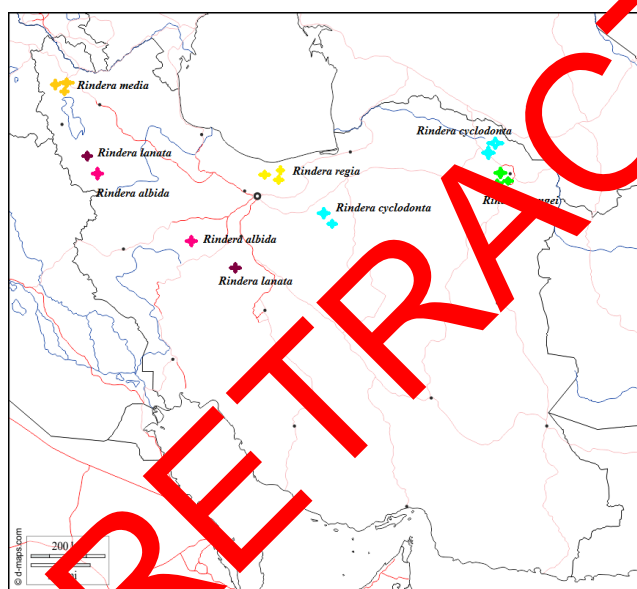 Rindera media
Rindera cyclodonta
Rindera lanata
Rindera regia
Rindera albida
Rindera cyclodonta
Rindera albida
Rindera lanata
RETRAC
200
© d-maps.com